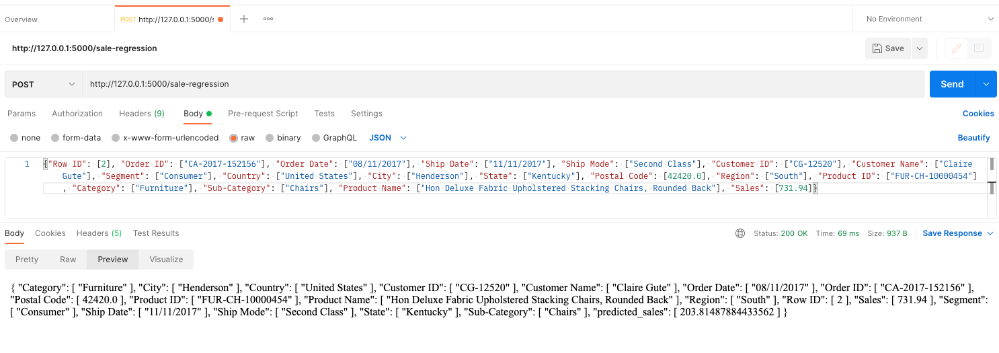 Overview
POST http://127.0.0.1:5000/s
No Environment
http://127.0.0.1:5000/sale-regression
Save
POST
http://127.0.0.1:5000/sale-regression
Send
Params Authorization Headers (9) Body Pre-request Script Tests Settings
Cookies
none form-data x-www-form-urlencoded raw binary GraphQL JSON
Beautify
1 {"Row ID": [2], "Order ID": ["CA-2017-152156"], "Order Date": ["08/11/2017"], "Ship Date": ["11/11/2017"], "Ship Mode": ["Second Class"], "Customer ID": ["CG-12520"], "Customer Name": ["Claire
Gute"], "Segment": ["Consumer"], "Country": ["United States"], "City": ["Henderson"], "State": ["Kentucky"], "Postal Code": [42420.0], "Region": ["South"], "Product ID": ["FUR-CH-10000454"]
, "Category": ["Furniture"], "Sub-Category": ["Chairs"], "Product Name": ["Hon Deluxe Fabric Upholstered Stacking Chairs, Rounded Back"], "Sales": [731.94]}
Body Cookies Headers (5) Test Results
Status: 200 OK Time: 69 ms Size: 937 B
Save Response
Pretty Raw Preview Visualize
{ "Category": [ "Furniture" ], "City": [ "Henderson" ], "Country": [ "United States" ], "Customer ID": [ "CG-12520" ], "Customer Name": [ "Claire Gute" ], "Order Date": [ "08/11/2017" ], "Order ID": [ "CA-2017-152156" ],
"Postal Code": [ 42420.0 ], "Product ID": [ "FUR-CH-10000454" ], "Product Name": [ "Hon Deluxe Fabric Upholstered Stacking Chairs, Rounded Back" ], "Region": [ "South" ], "Row ID": [ 2 ], "Sales": [ 731.94 ], "Segment":
[ "Consumer" ], "Ship Date": [ "11/11/2017" ], "Ship Mode": [ "Second Class" ], "State": [ "Kentucky" ], "Sub-Category": [ "Chairs" ], "predicted_sales": [ 203.81487884433562 ] }